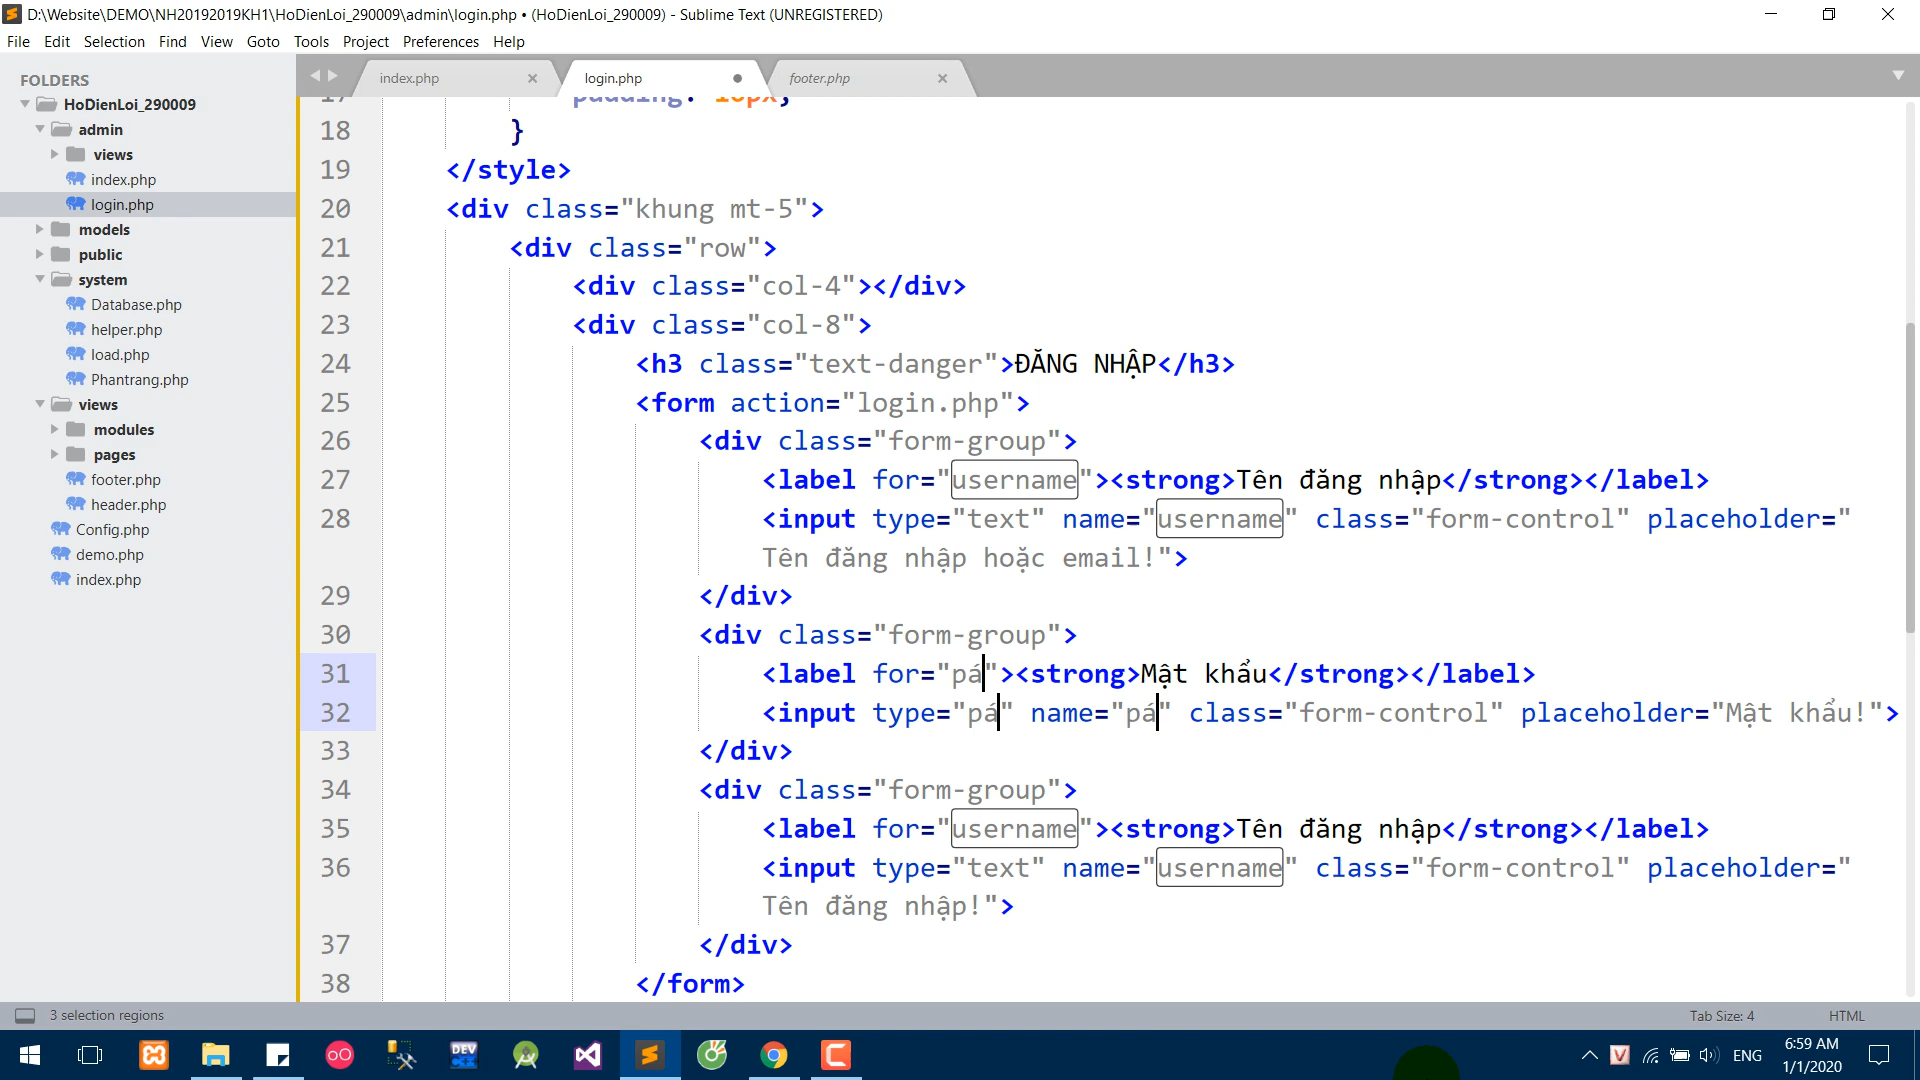 D:\Website\DEMO\NH20192019KH1\HoDienLoi_290009\admin\login.php • (HoDienLoi_290009) - Sublime Text (UNREGISTERED)
File Edit Selection Find View Goto Tools Project Preferences Help
FOLDERS
HoDienLoi_290009
admin
views
index.php
login.php
models
public
system
Database.php
helper.php
load.php
Phantrang.php
views
modules
pages
footer.php
header.php
Config.php
demo.php
index.php
index.php login.php footer.php
17 padding: 18px;
18 }
19 </style>
20 <div class="khung mt-5">
21 <div class="row">
22 <div class="col-4"></div>
23 <div class="col-8">
24 <h3 class="text-danger">ĐĂNG NHẬP</h3>
25 <form action="login.php">
26 <div class="form-group">
27 <label for="username"><strong>Tên đăng nhập</strong></label>
28 <input type="text" name="username" class="form-control" placeholder="
Tên đăng nhập hoặc email!">
29 </div>
30 <div class="form-group">
31 <label for="pá"><strong>Mật khẩu</strong></label>
32 <input type="pá" name="pá" class="form-control" placeholder="Mật khẩu!">
33 </div>
34 <div class="form-group">
35 <label for="username"><strong>Tên đăng nhập</strong></label>
36 <input type="text" name="username" class="form-control" placeholder="
Tên đăng nhập!">
37 </div>
38 </form>
3 selection regions Tab Size: 4 HTML
DEV
ENG
6:59 AM
1/1/2020